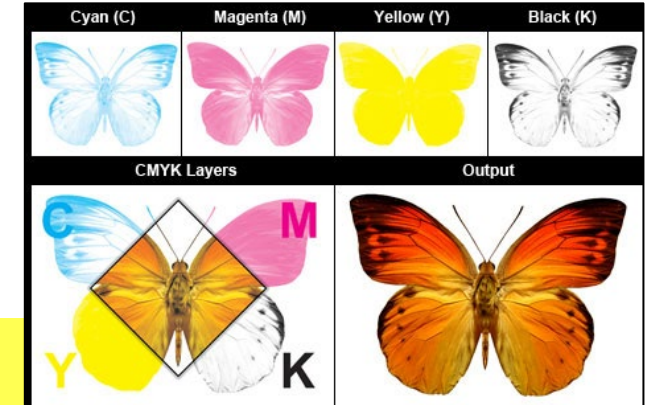 Cyan (C) Magenta (M) Yellow (Y) Black (K)
CMYK Layers Output
C M
Y K